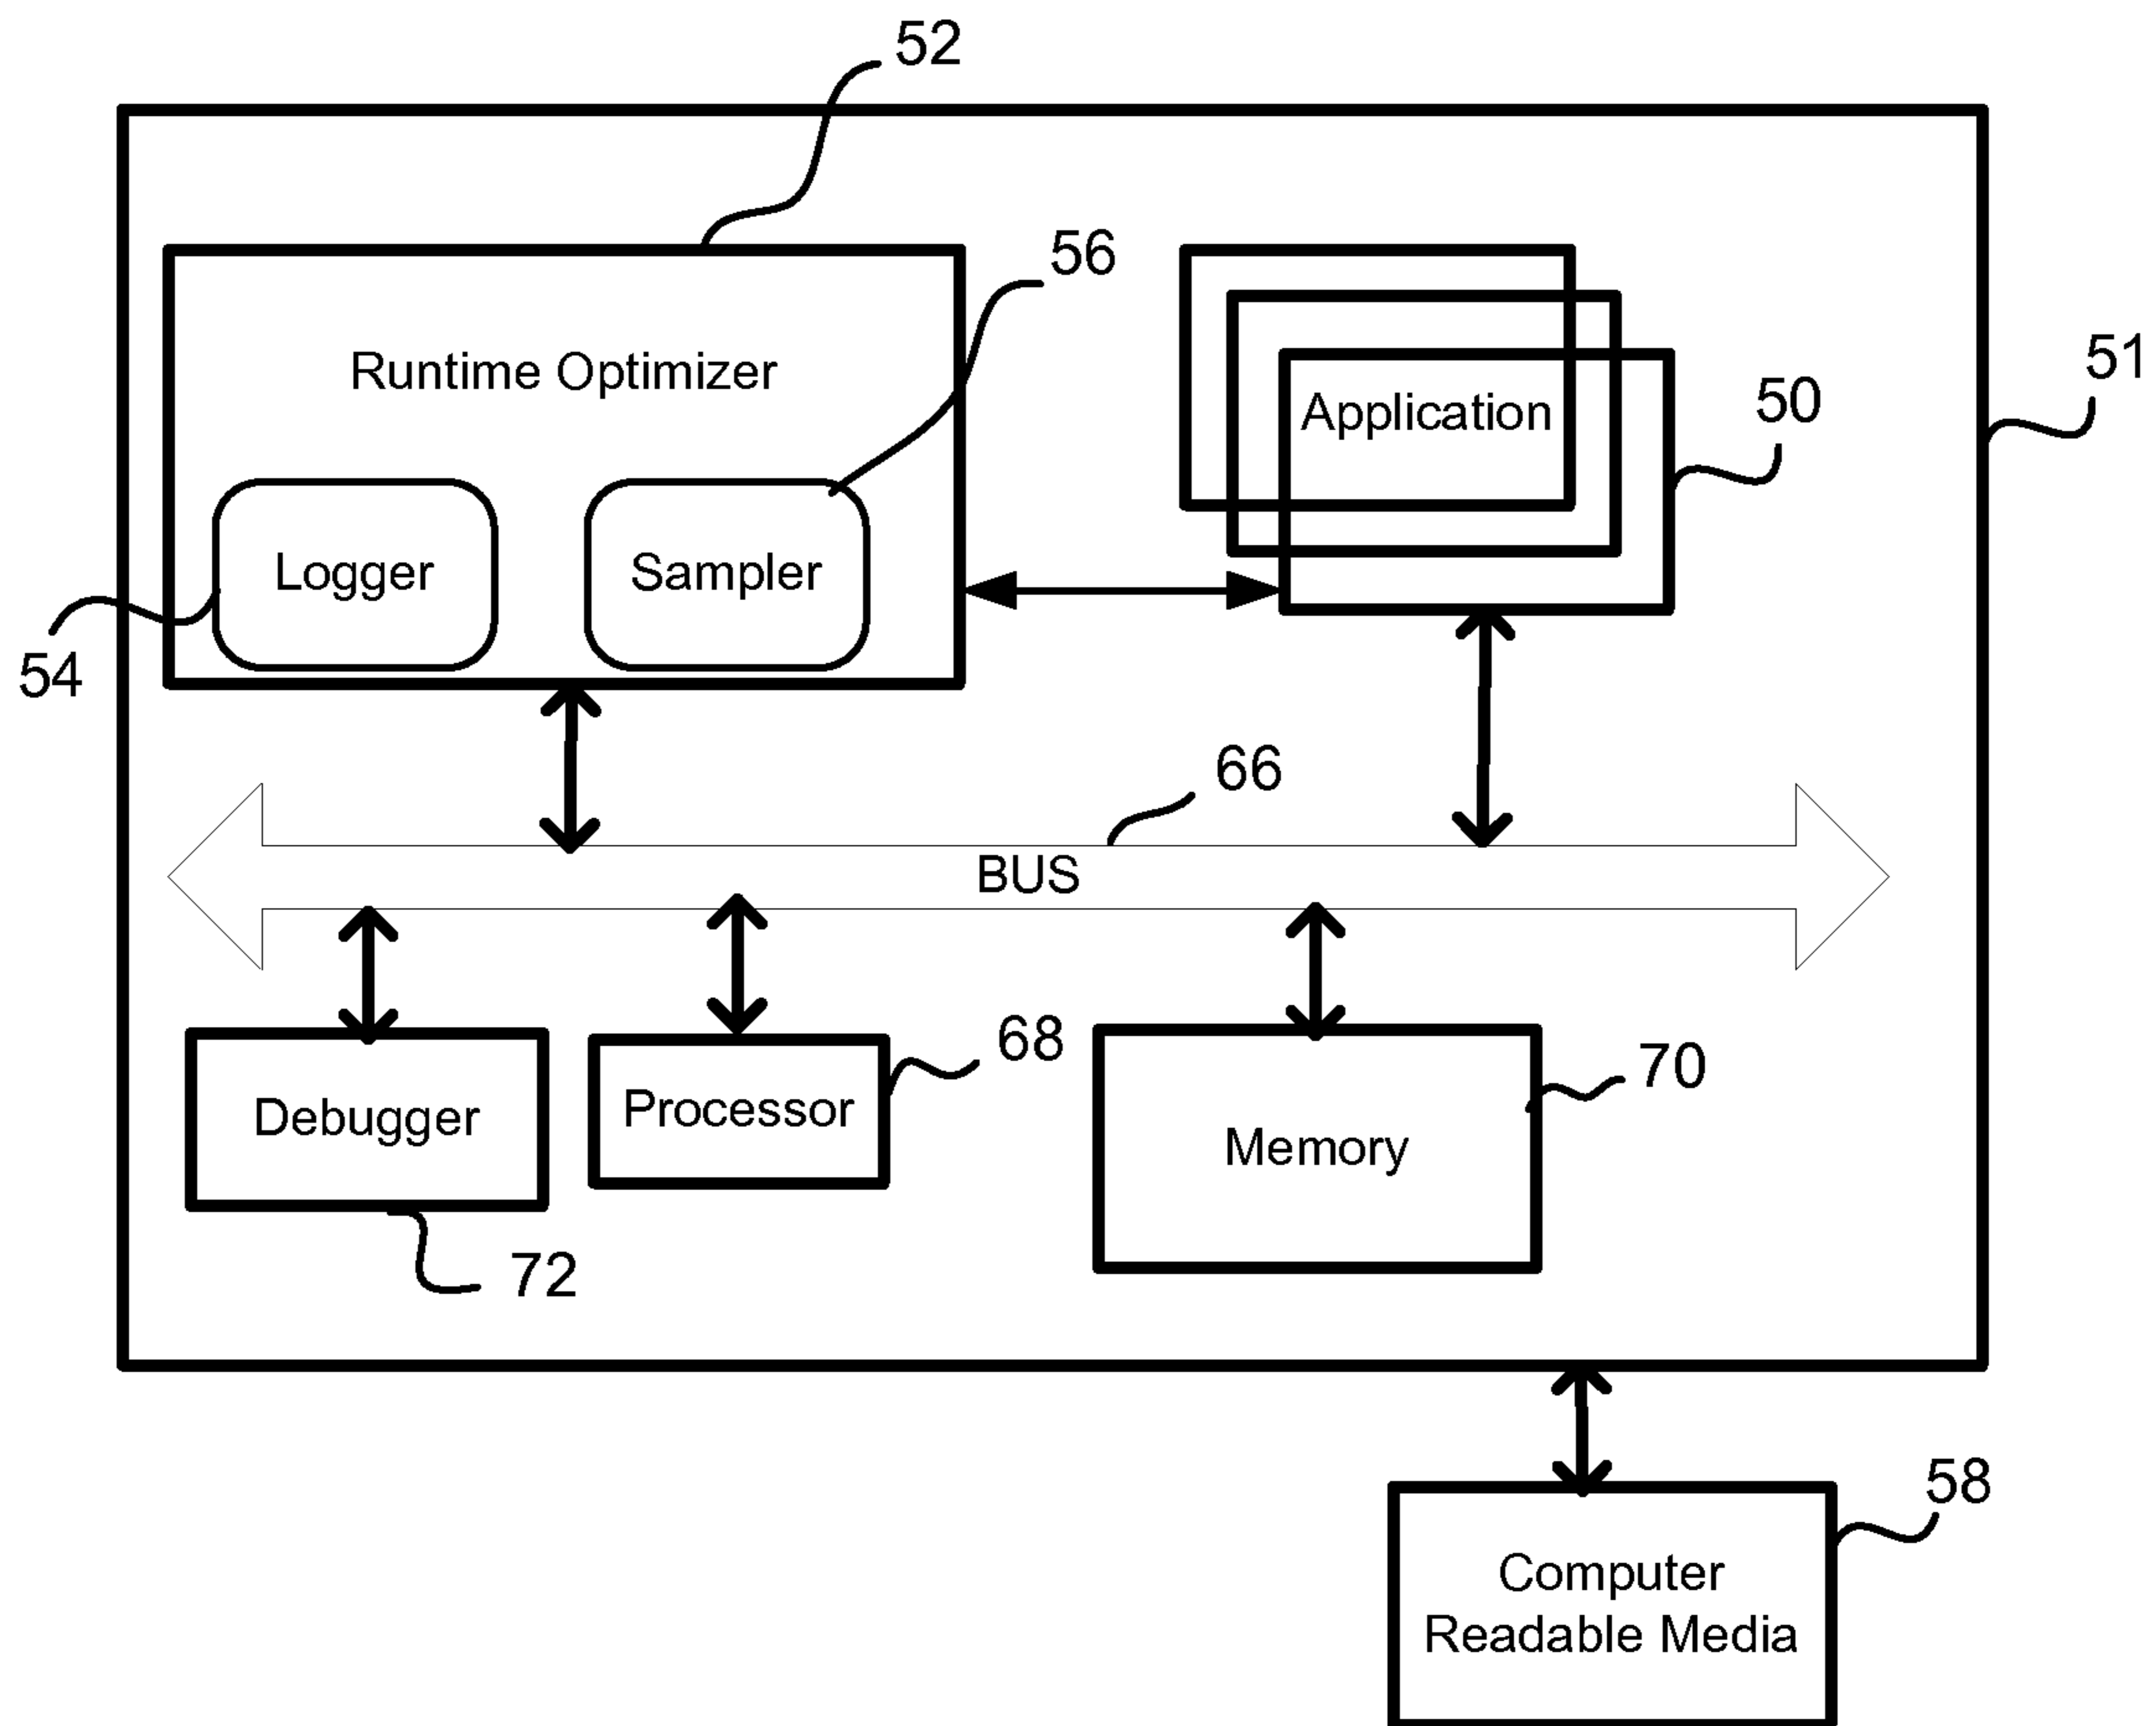 52
56
Runtime Optimizer
51
Application
50
Logger
Sampler
54
66
BUS
68
70
Debugger
Processor
Memory
72
58
Computer
Readable Media